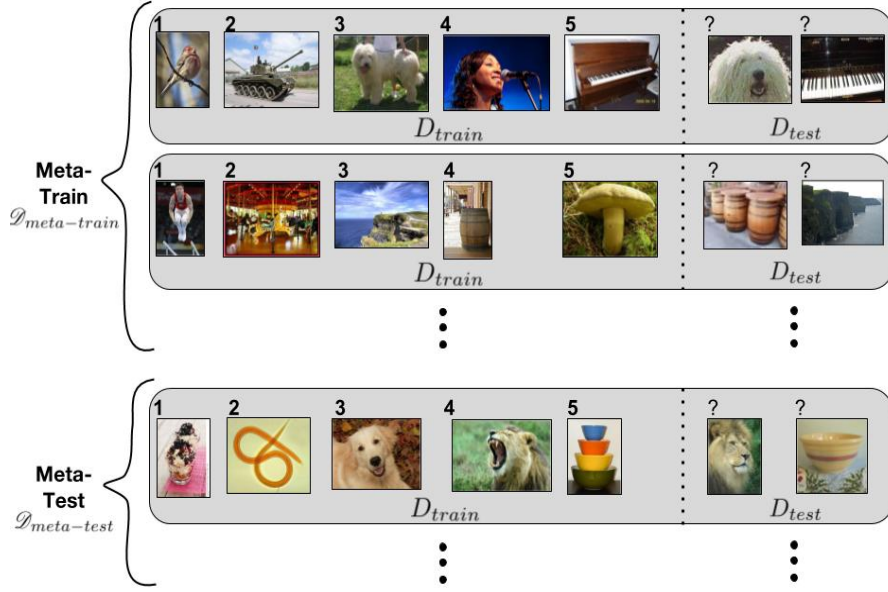 1 2 3 4 5 ? ?
D_train D_test
Meta-
Train
𝒟_meta−train
1 2 3 4 5 ? ?
D_train D_test
1 2 3 4 5 ? ?
Meta-
Test
𝒟_meta−test
D_train D_test